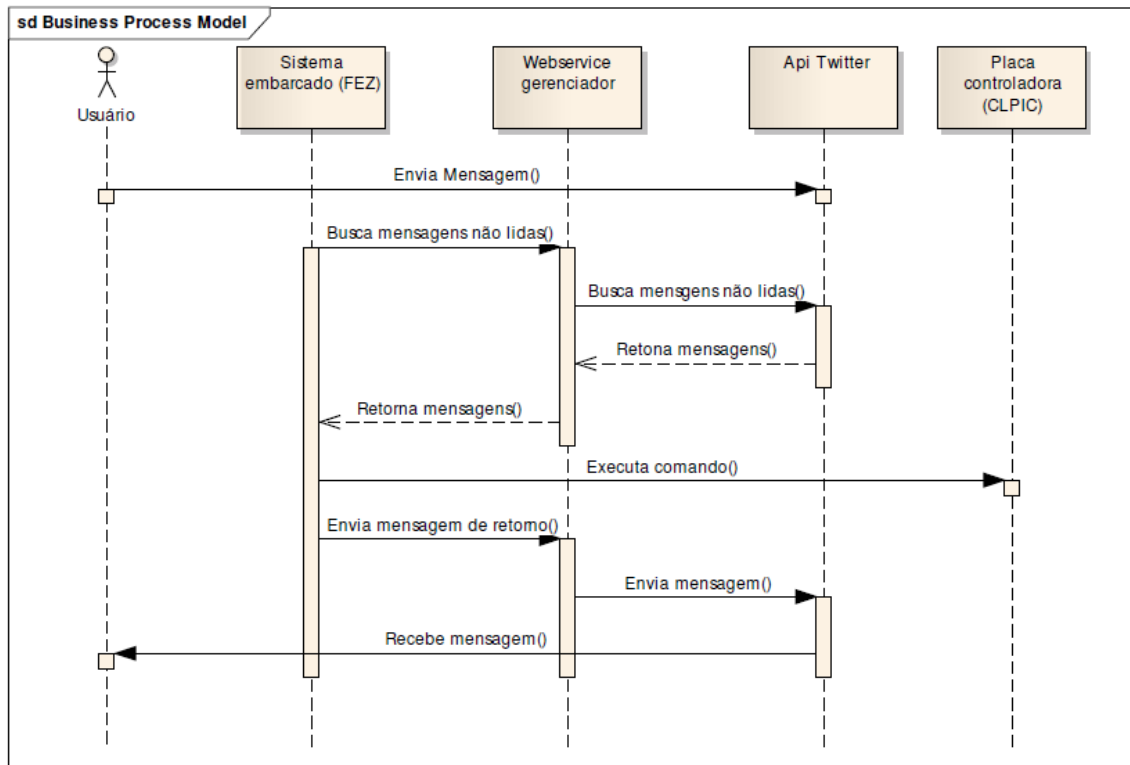 sd Business Process Model
Usuário
Sistema
embarcado (FEZ)
Webservice
gerenciador
Api Twitter
Placa
controladora
(CLPIC)
Envia Mensagem()
Busca mensagens não lidas()
Busca mensgens não lidas()
Retona mensagens()
Retorna mensagens()
Executa comando()
Envia mensagem de retorno()
Envia mensagem()
Recebe mensagem()